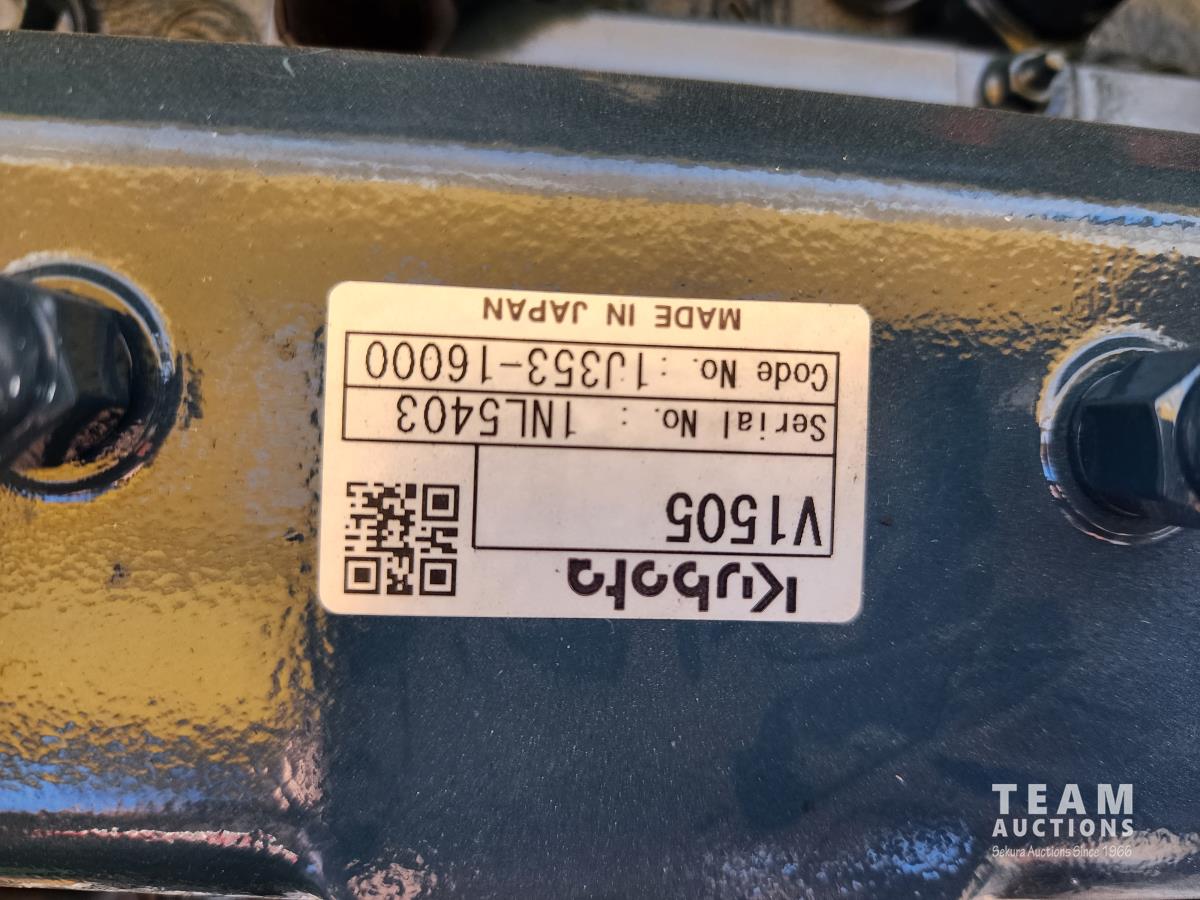 Kubota
V1505
Serial No. : 1NL5403
Code No. : 1J353-16000
MADE IN JAPAN
TEAM
AUCTIONS
Sekura Auctions Since 1966